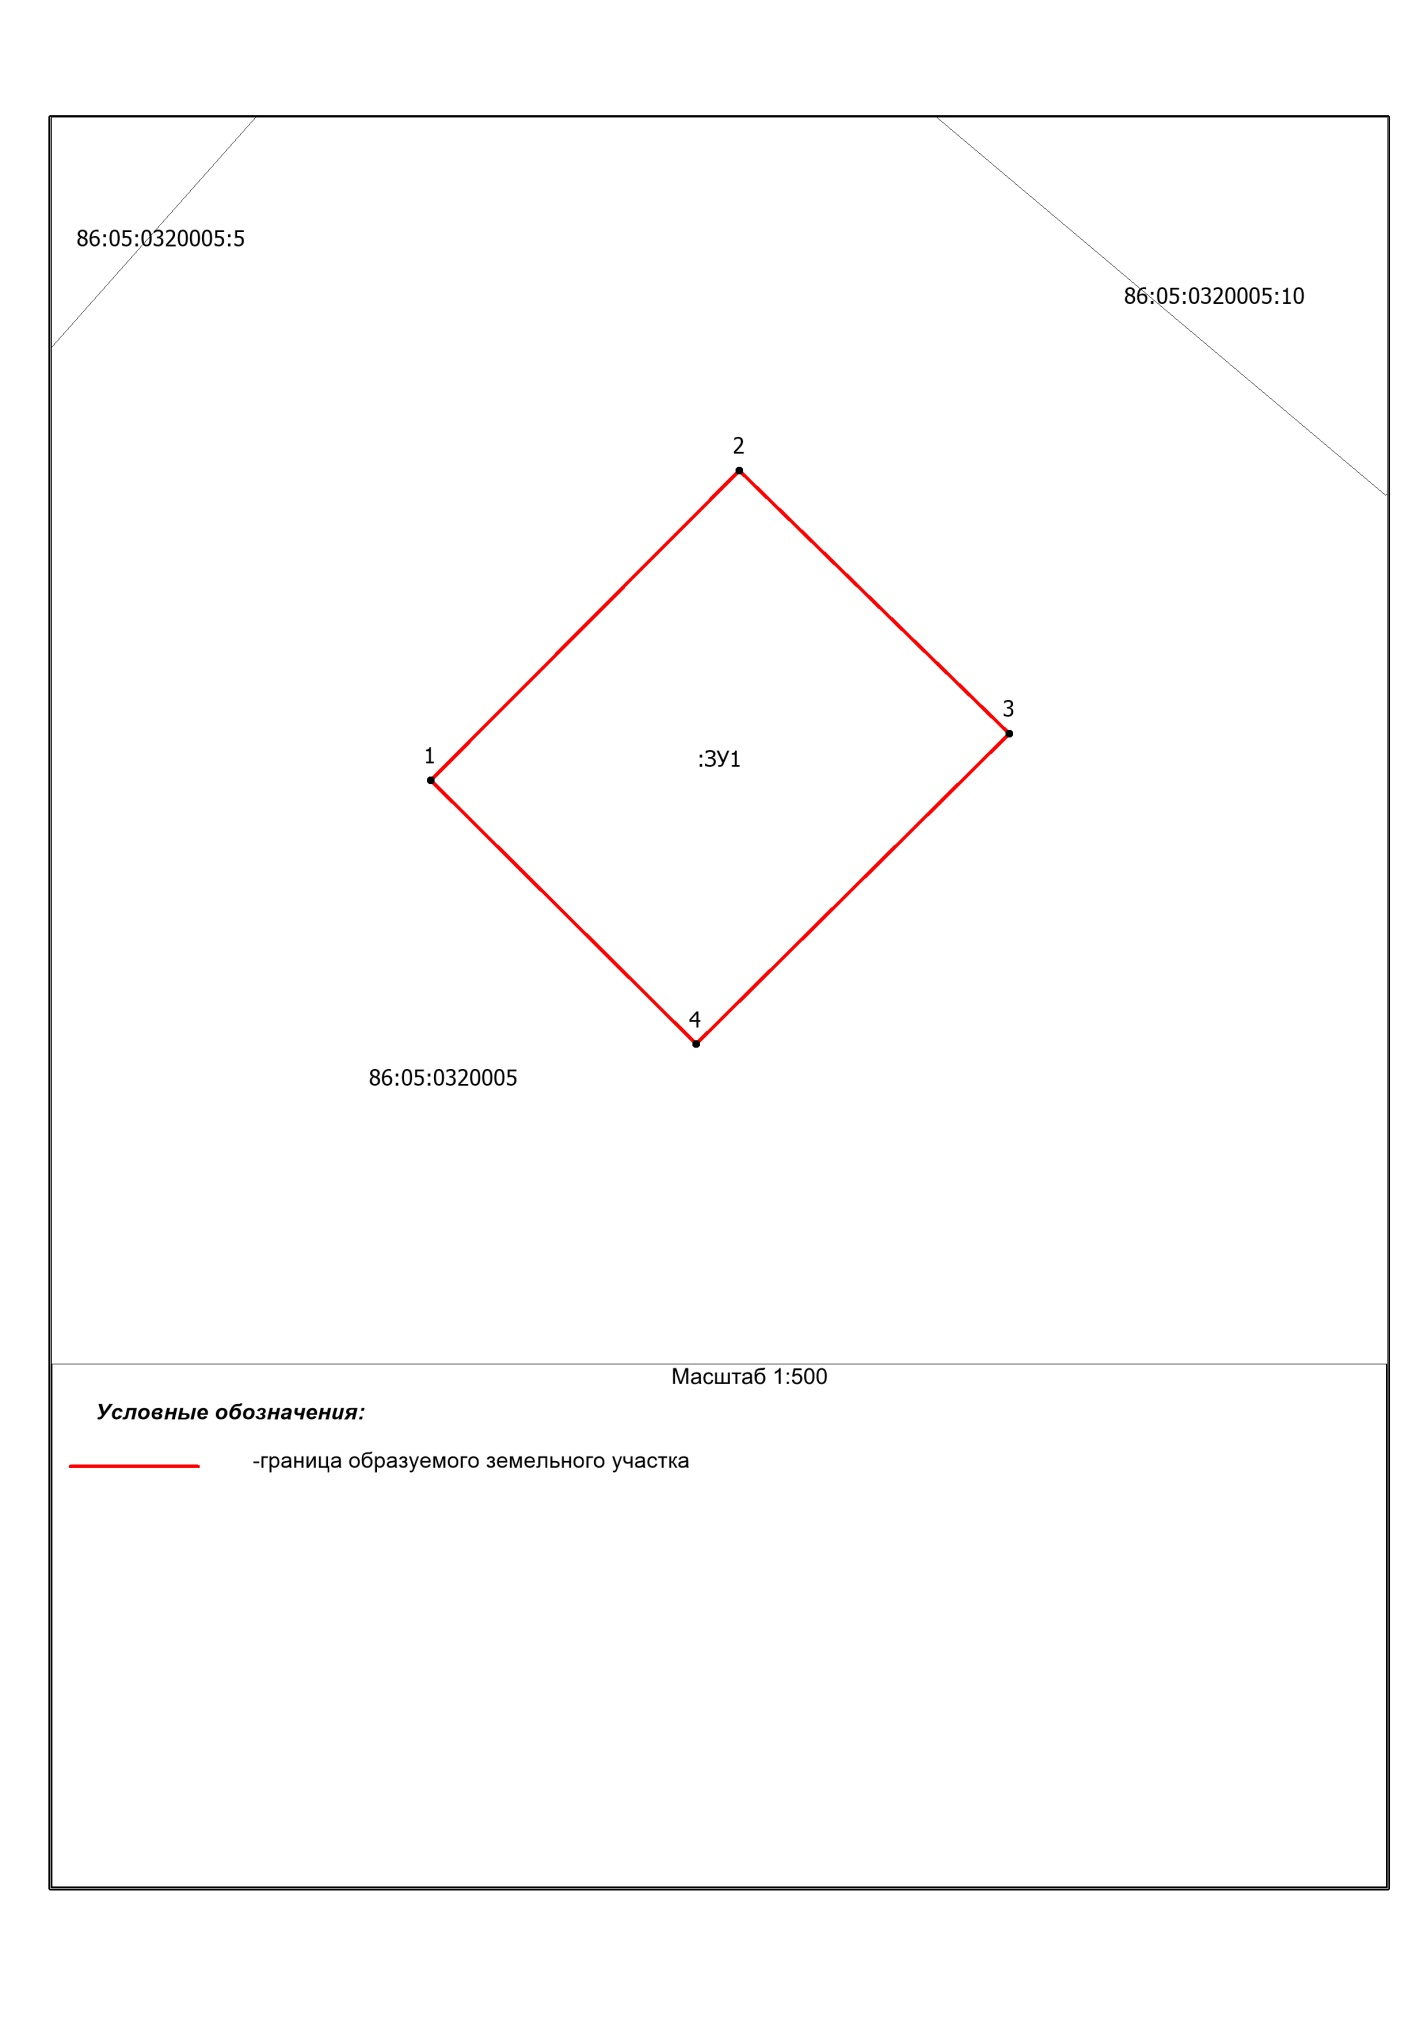 86:05:0320005:5
86:05:0320005:10
2
3
1
:ЗУ1
4
86:05:0320005
Масштаб 1:500
Условные обозначения:
-граница образуемого земельного участка